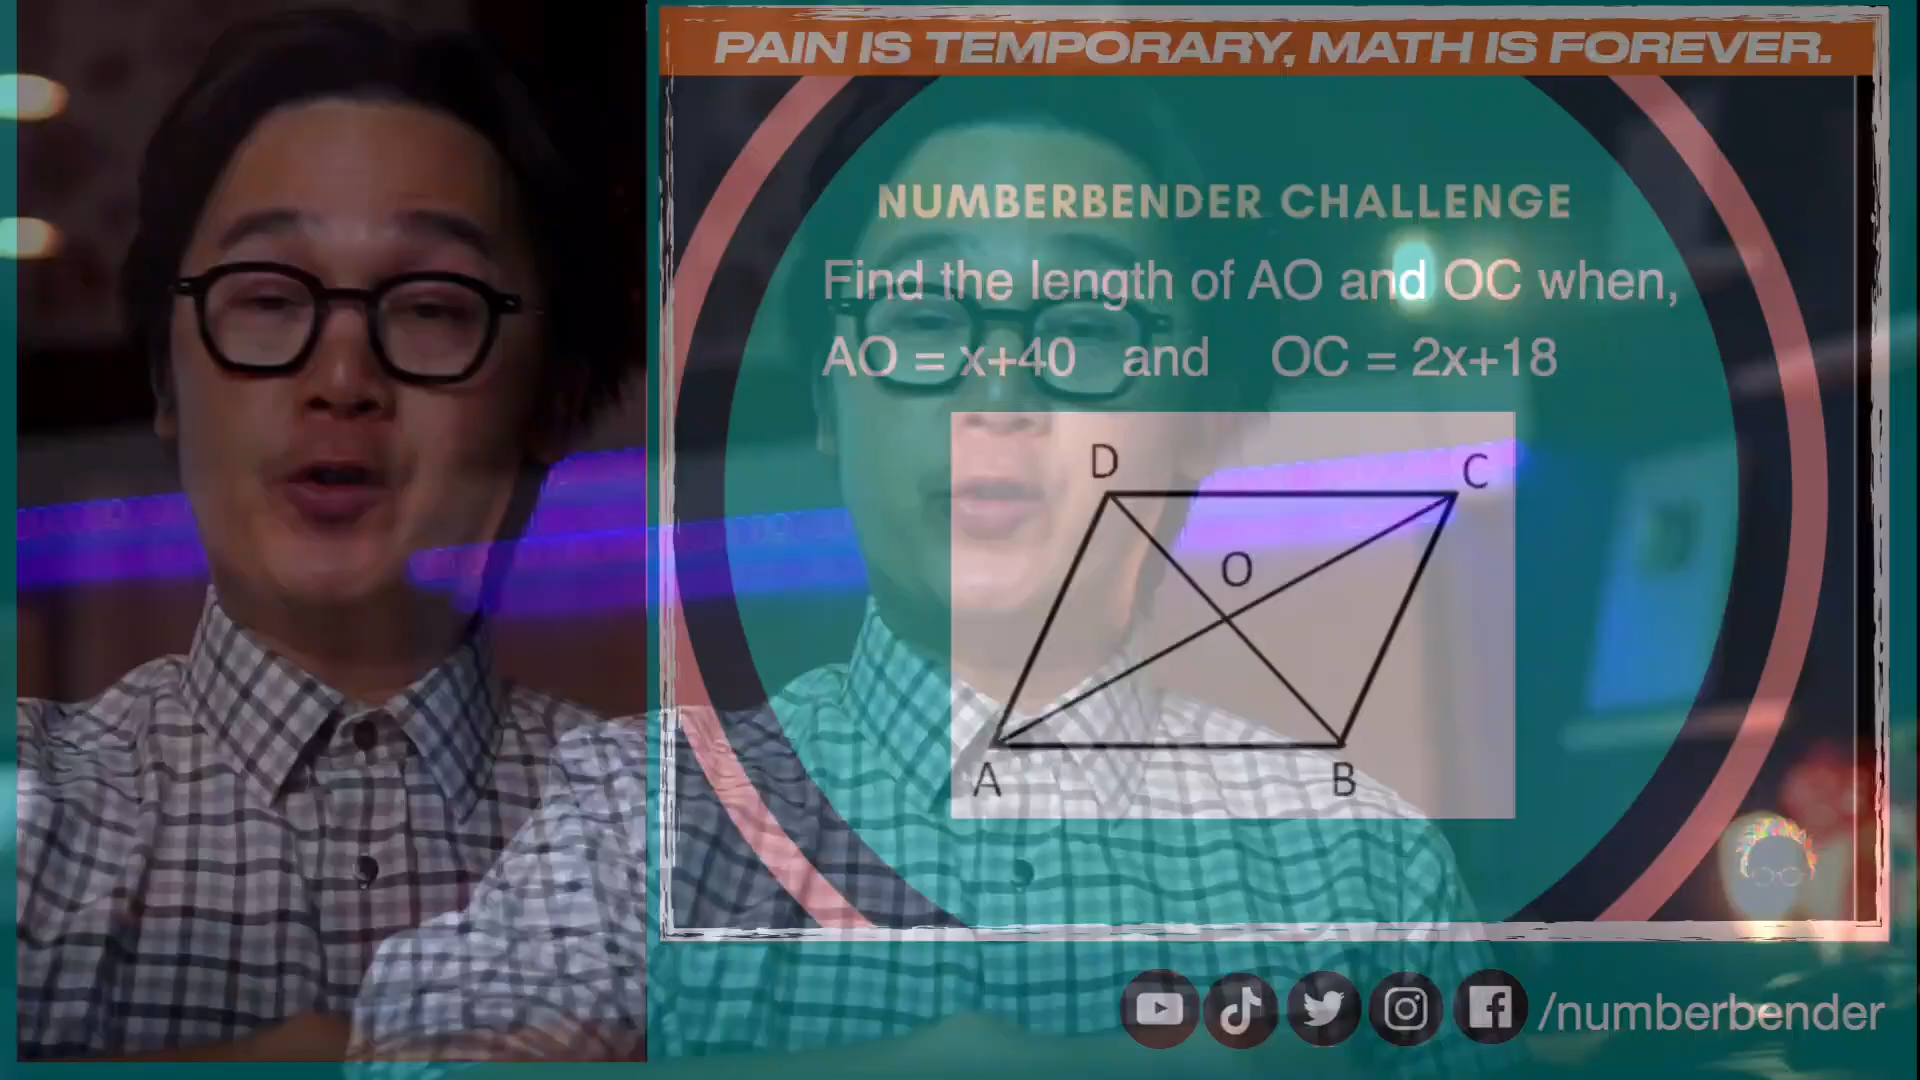 PAIN IS TEMPORARY, MATH IS FOREVER.
NUMBERBENDER CHALLENGE
Find the length of AO and OC when,
AO = x+40 and OC = 2x+18
D
C
O
A
B
/numberbender